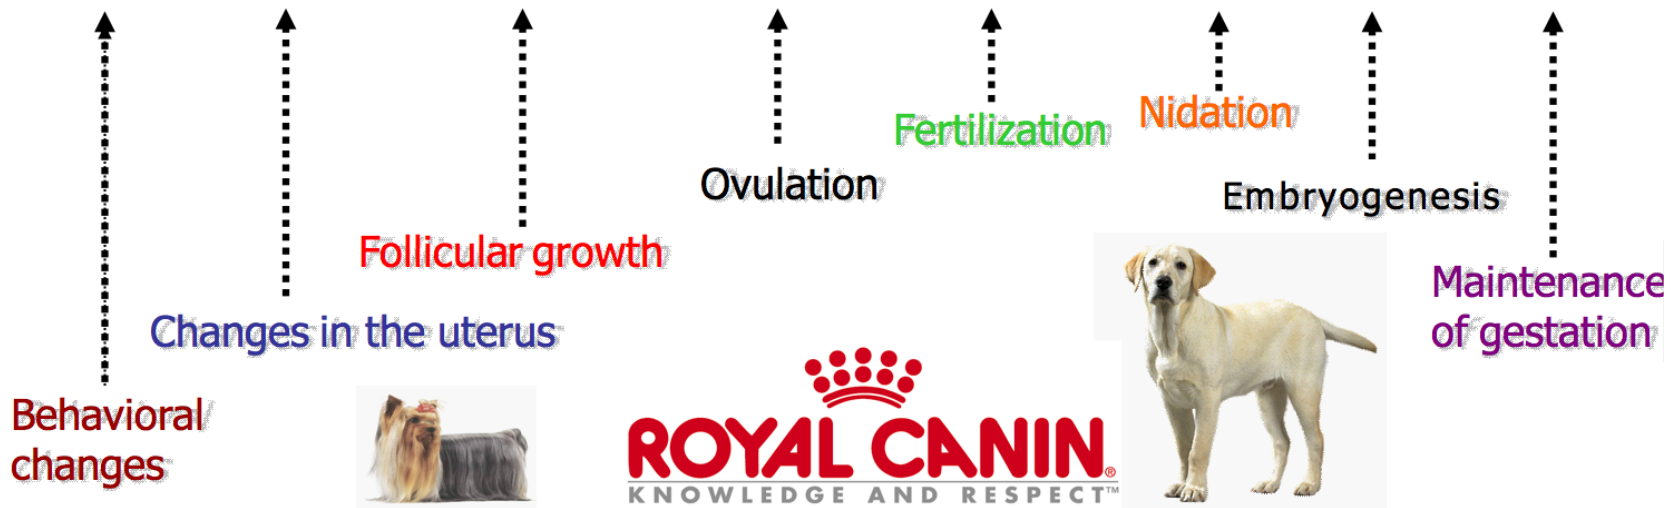 Behavioral
changes
Changes in the uterus
Follicular growth
Ovulation
Fertilization
Nidation
Embryogenesis
Maintenance
of gestation
ROYAL CANIN®
KNOWLEDGE AND RESPECT™